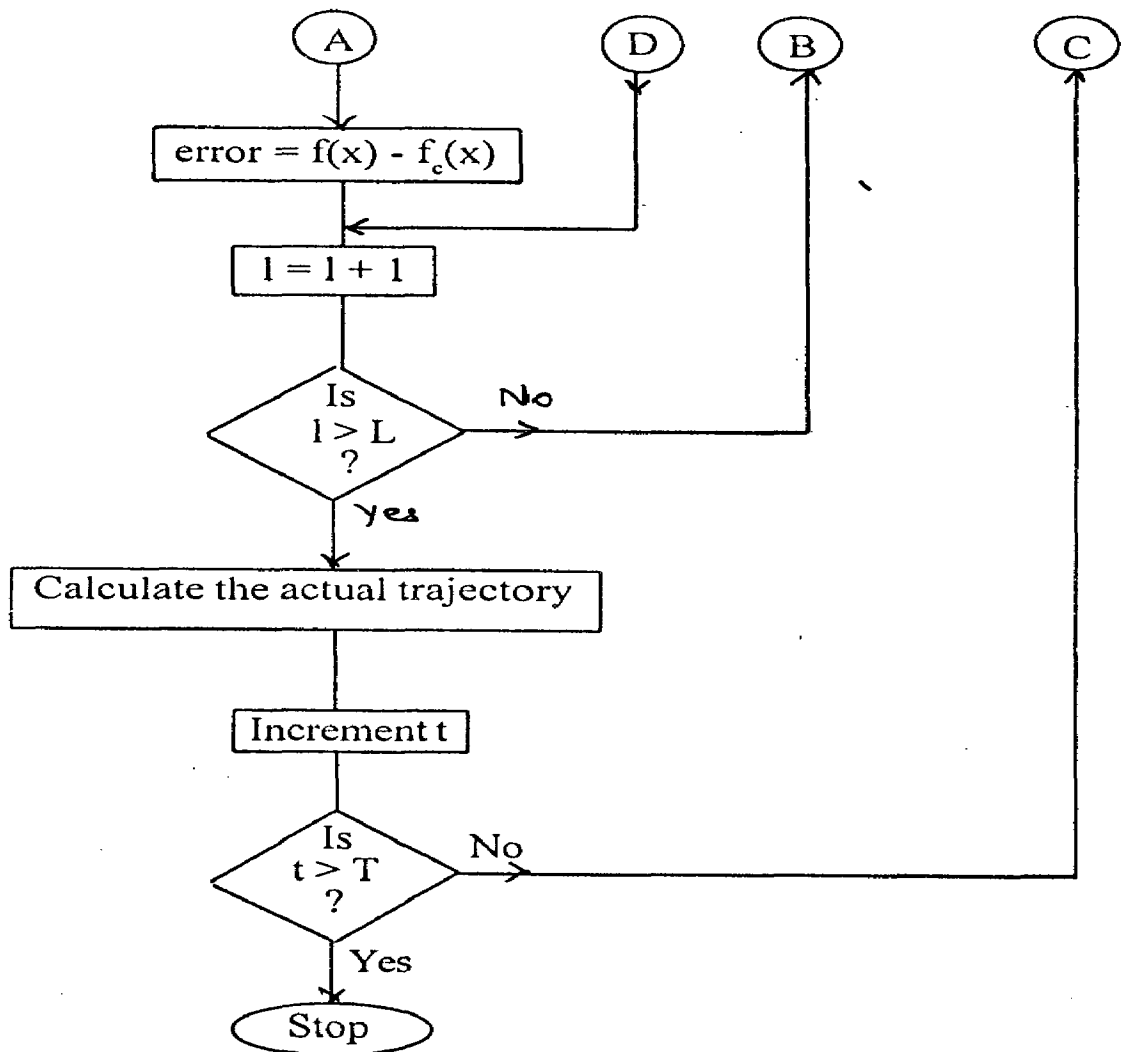 A
D
B
C
error = f(x) - f_c(x)
l = l + 1
Is
l > L
?
No
Yes
Calculate the actual trajectory
Increment t
Is
t > T
?
No
Yes
Stop